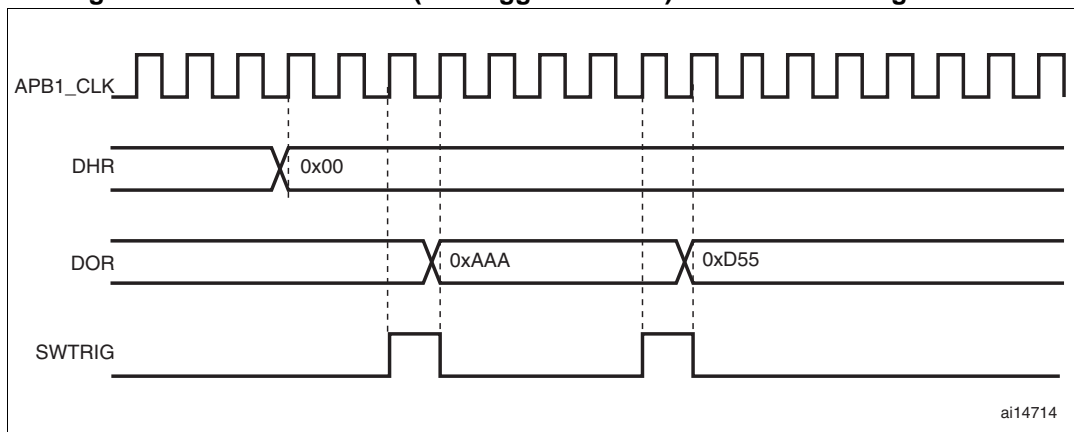 APB1_CLK
DHR
0x00
DOR
0xAAA
0xD55
SWTRIG
ai14714